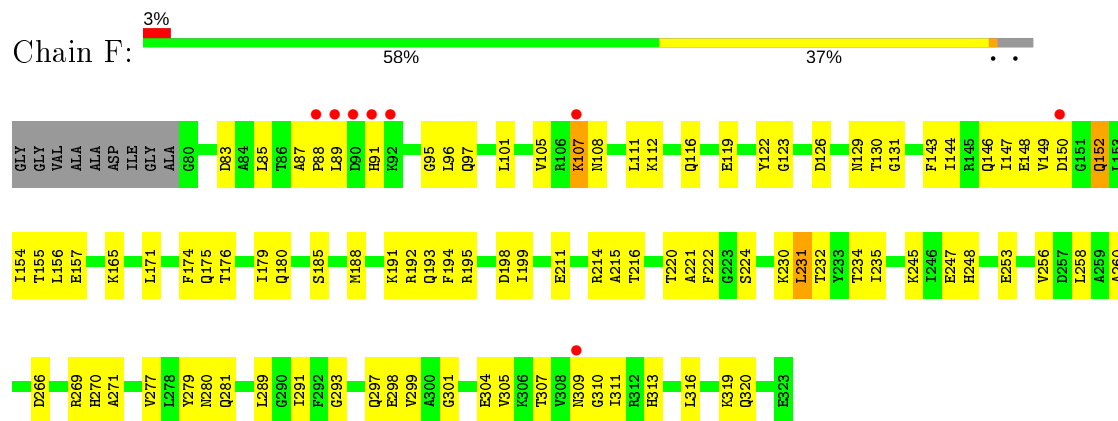 3%
Chain F:
58% 37% • •
GLY GLY VAL ALA ALA ASP ILE GLY ALA G80 D83 A84 L85 T86 A87 P88 L89 D90 H91 K92 G95 L96 Q97 L101 V105 R106 K107 N108 L111 K112 Q116 E119 Y122 G123 D126 N129 T130 G131 F143 I144 R145 Q146 I147 E148 V149 D150 G151 Q152 L153
I154 T155 L156 E157 K165 L171 F174 Q175 T176 I179 Q180 S185 M188 K191 R192 Q193 F194 R195 D198 I199 E211 R214 A215 T216 T220 A221 F222 G223 S224 K230 L231 T232 Y233 T234 I235 K245 I246 E247 H248 E253 V256 D257 L258 A259 A260
D266 R269 H270 A271 V277 L278 Y279 N280 Q281 L289 G290 I291 F292 G293 Q297 E298 V299 A300 G301 E304 V305 K306 T307 V308 N309 G310 I311 R312 H313 L316 K319 Q320 E323